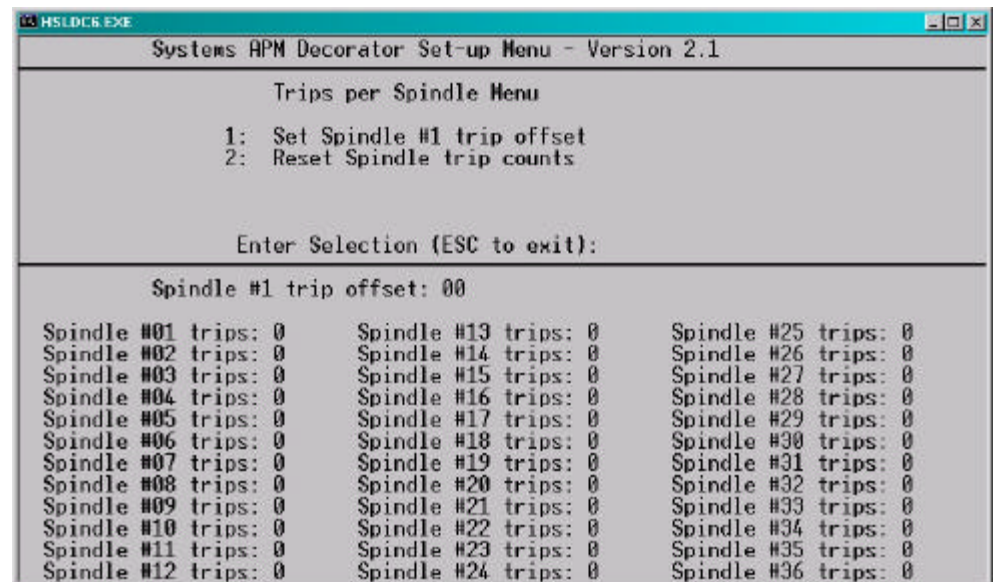 HSLDC6.EXE
Systems APM Decorator Set-up Menu - Version 2.1
Trips per Spindle Menu
1: Set Spindle #1 trip offset
2: Reset Spindle trip counts
Enter Selection (ESC to exit):
Spindle #1 trip offset: 00
Spindle #01 trips: 0 Spindle #13 trips: 0 Spindle #25 trips: 0
Spindle #02 trips: 0 Spindle #14 trips: 0 Spindle #26 trips: 0
Spindle #03 trips: 0 Spindle #15 trips: 0 Spindle #27 trips: 0
Spindle #04 trips: 0 Spindle #16 trips: 0 Spindle #28 trips: 0
Spindle #05 trips: 0 Spindle #17 trips: 0 Spindle #29 trips: 0
Spindle #06 trips: 0 Spindle #18 trips: 0 Spindle #30 trips: 0
Spindle #07 trips: 0 Spindle #19 trips: 0 Spindle #31 trips: 0
Spindle #08 trips: 0 Spindle #20 trips: 0 Spindle #32 trips: 0
Spindle #09 trips: 0 Spindle #21 trips: 0 Spindle #33 trips: 0
Spindle #10 trips: 0 Spindle #22 trips: 0 Spindle #34 trips: 0
Spindle #11 trips: 0 Spindle #23 trips: 0 Spindle #35 trips: 0
Spindle #12 trips: 0 Spindle #24 trips: 0 Spindle #36 trips: 0